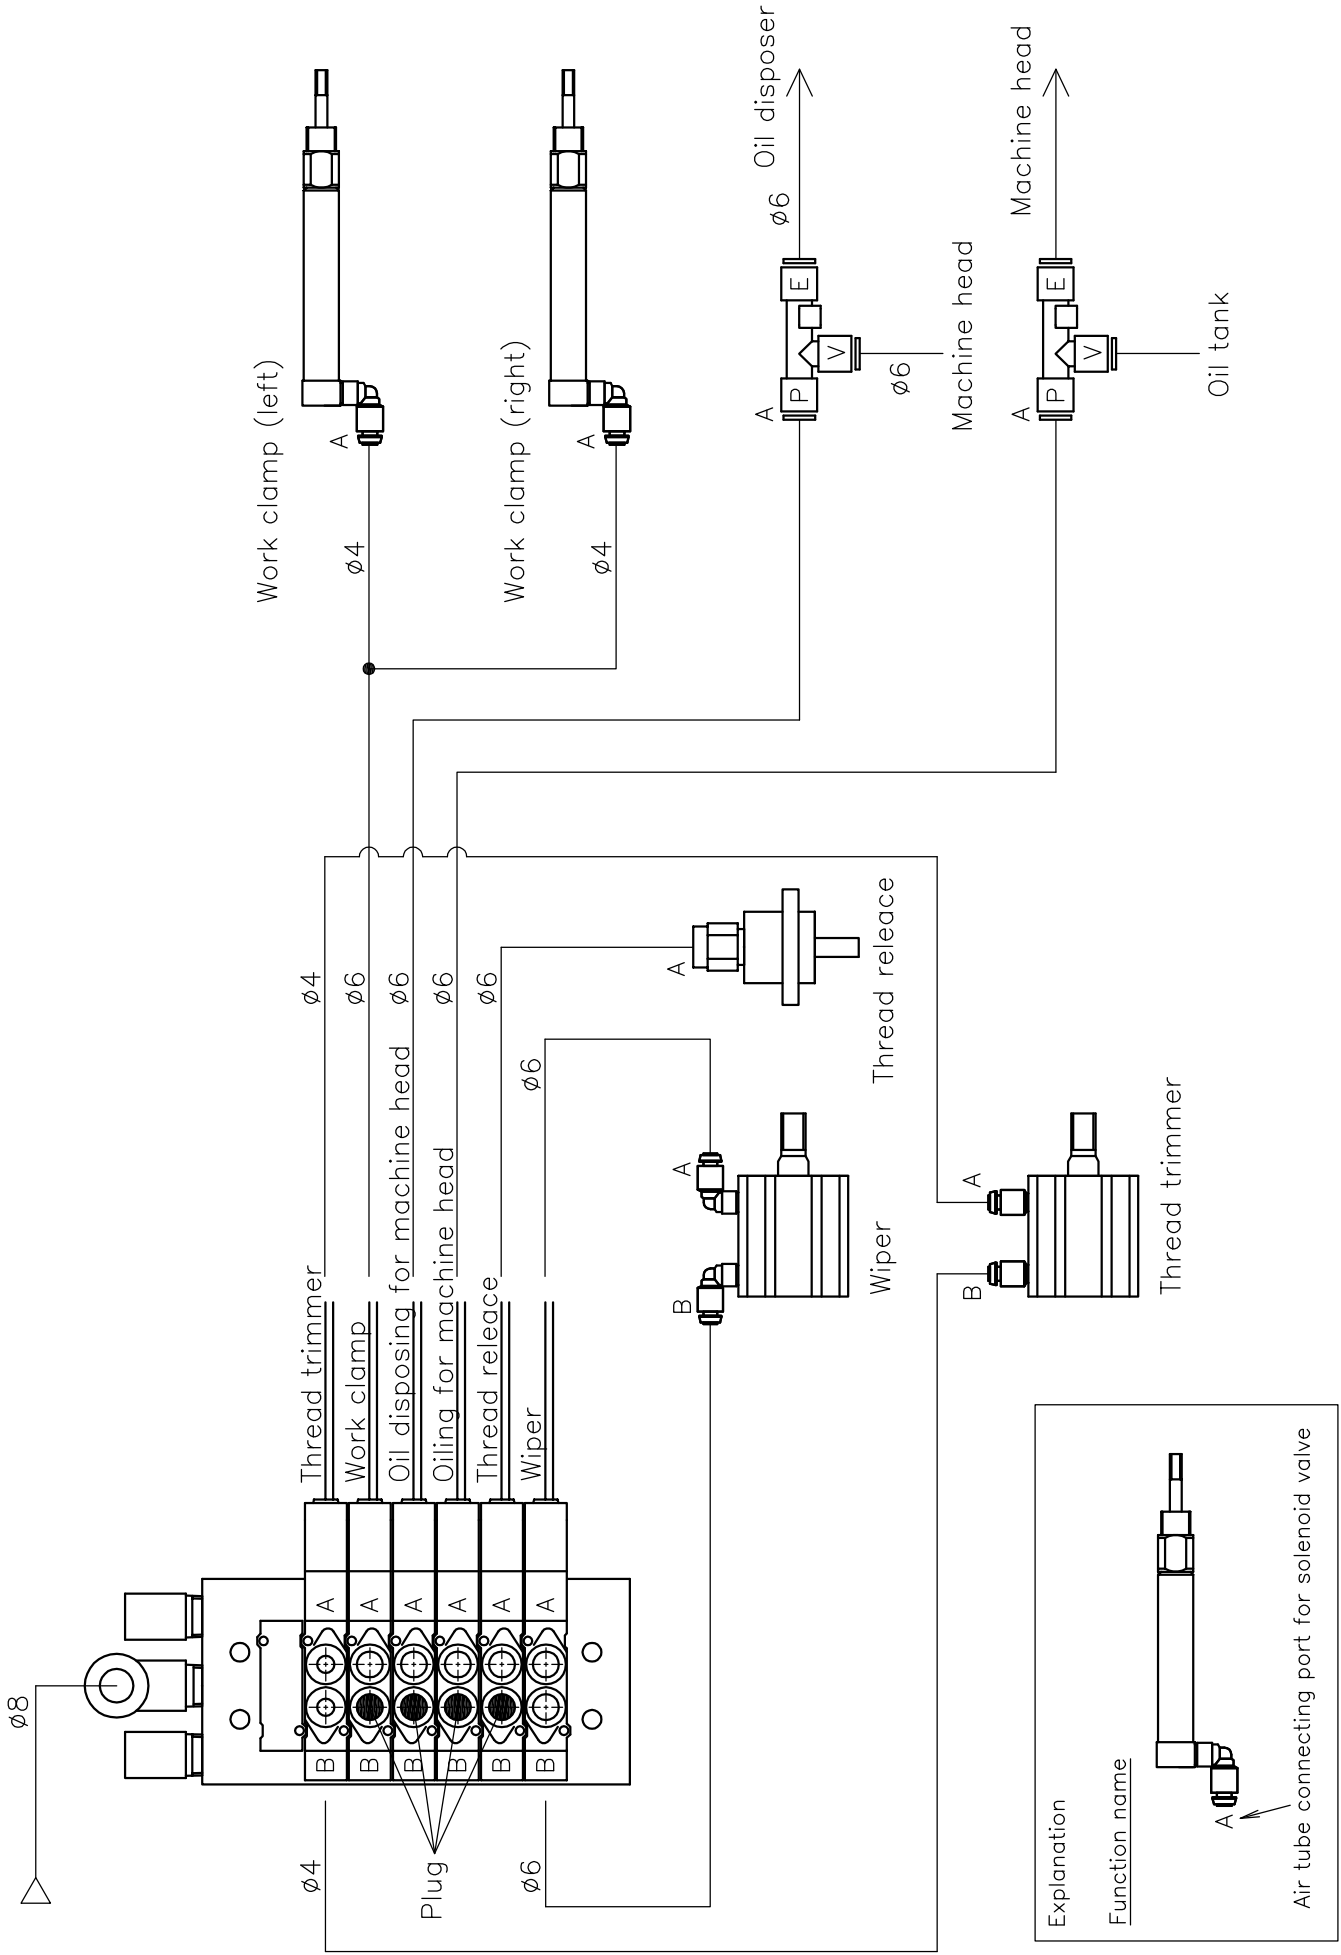 ø8
Work clamp (left)
A
ø4
ø4
B
A
Thread trimmer
ø4
B
A
Work clamp
ø6
B
A
Oil disposing for machine head
ø6
B
A
Oiling for machine head
ø6
B
A
Thread releace
ø6
Plug
ø6
B
A
Wiper
ø6
Work clamp (right)
A
ø4
A
Thread releace
B
A
Wiper
A
P
E
V
ø6
Oil disposer
ø6
Machine head
B
A
Thread trimmer
A
P
E
V
Machine head
Oil tank
Explanation
Function name
A
Air tube connecting port for solenoid valve